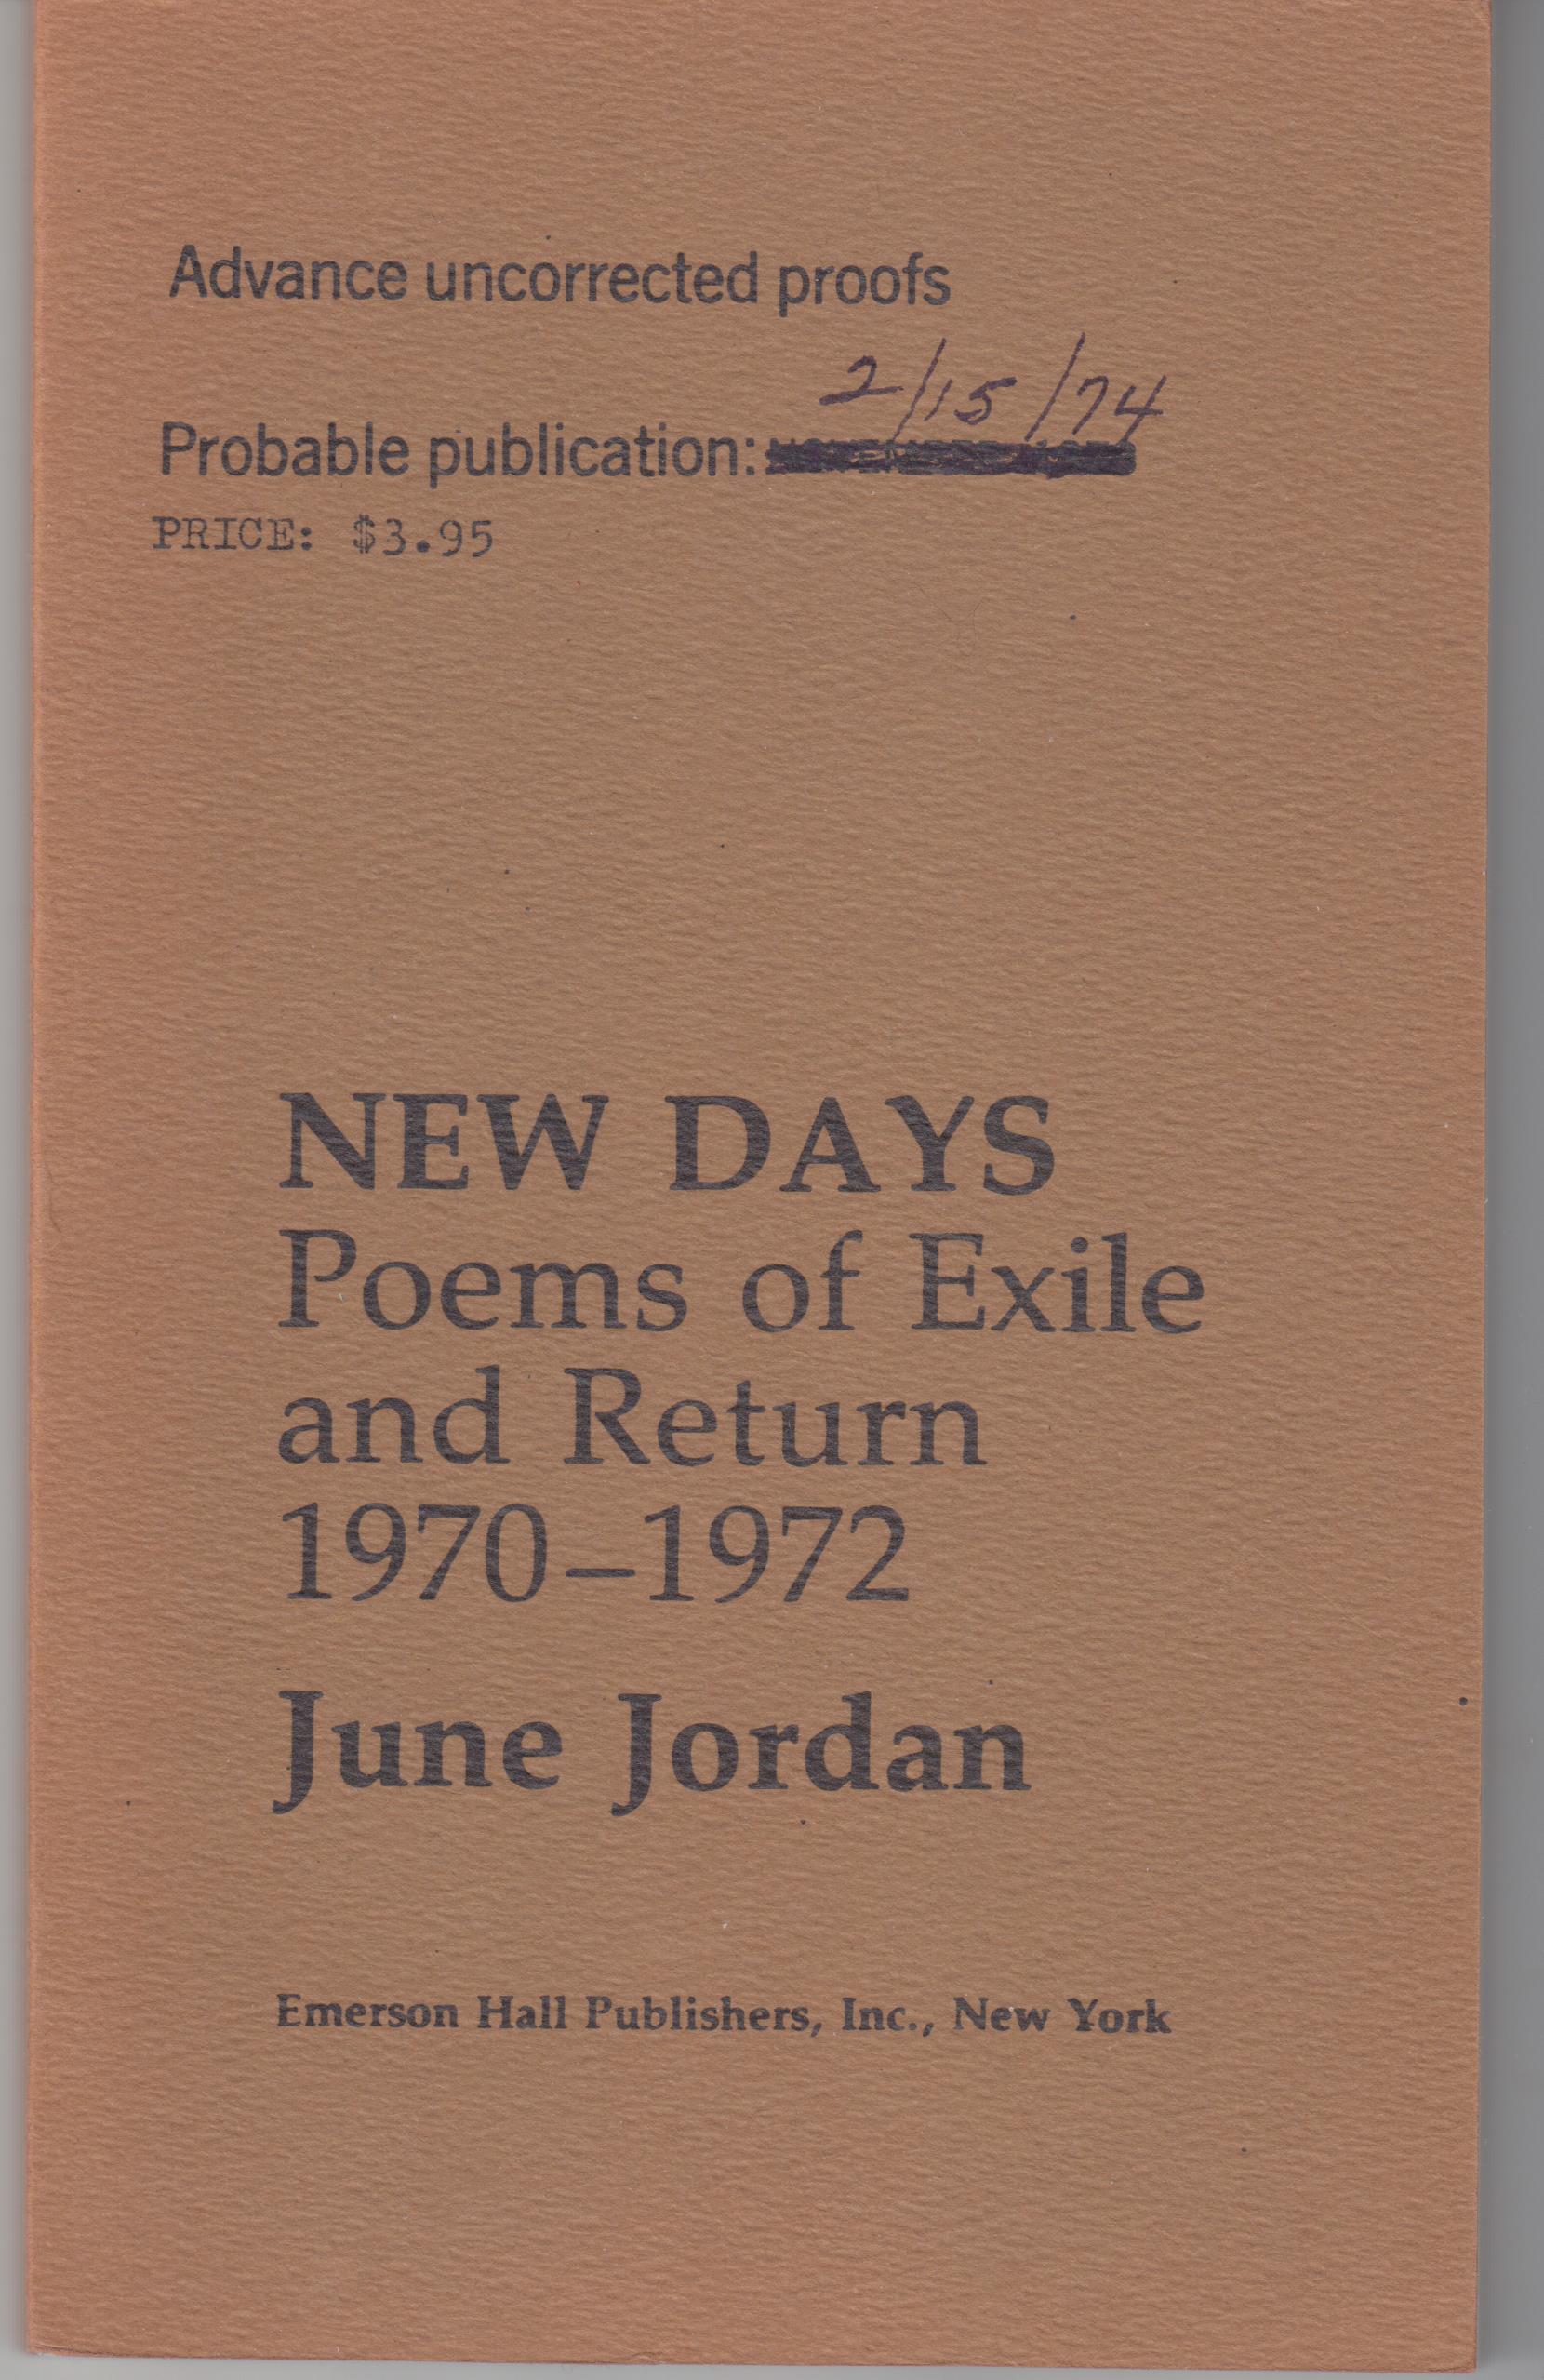 Advance uncorrected proofs
2/15/74
Probable publication:
PRICE: $3.95
NEW DAYS
Poems of Exile
and Return
1970–1972
June Jordan
Emerson Hall Publishers, Inc., New York